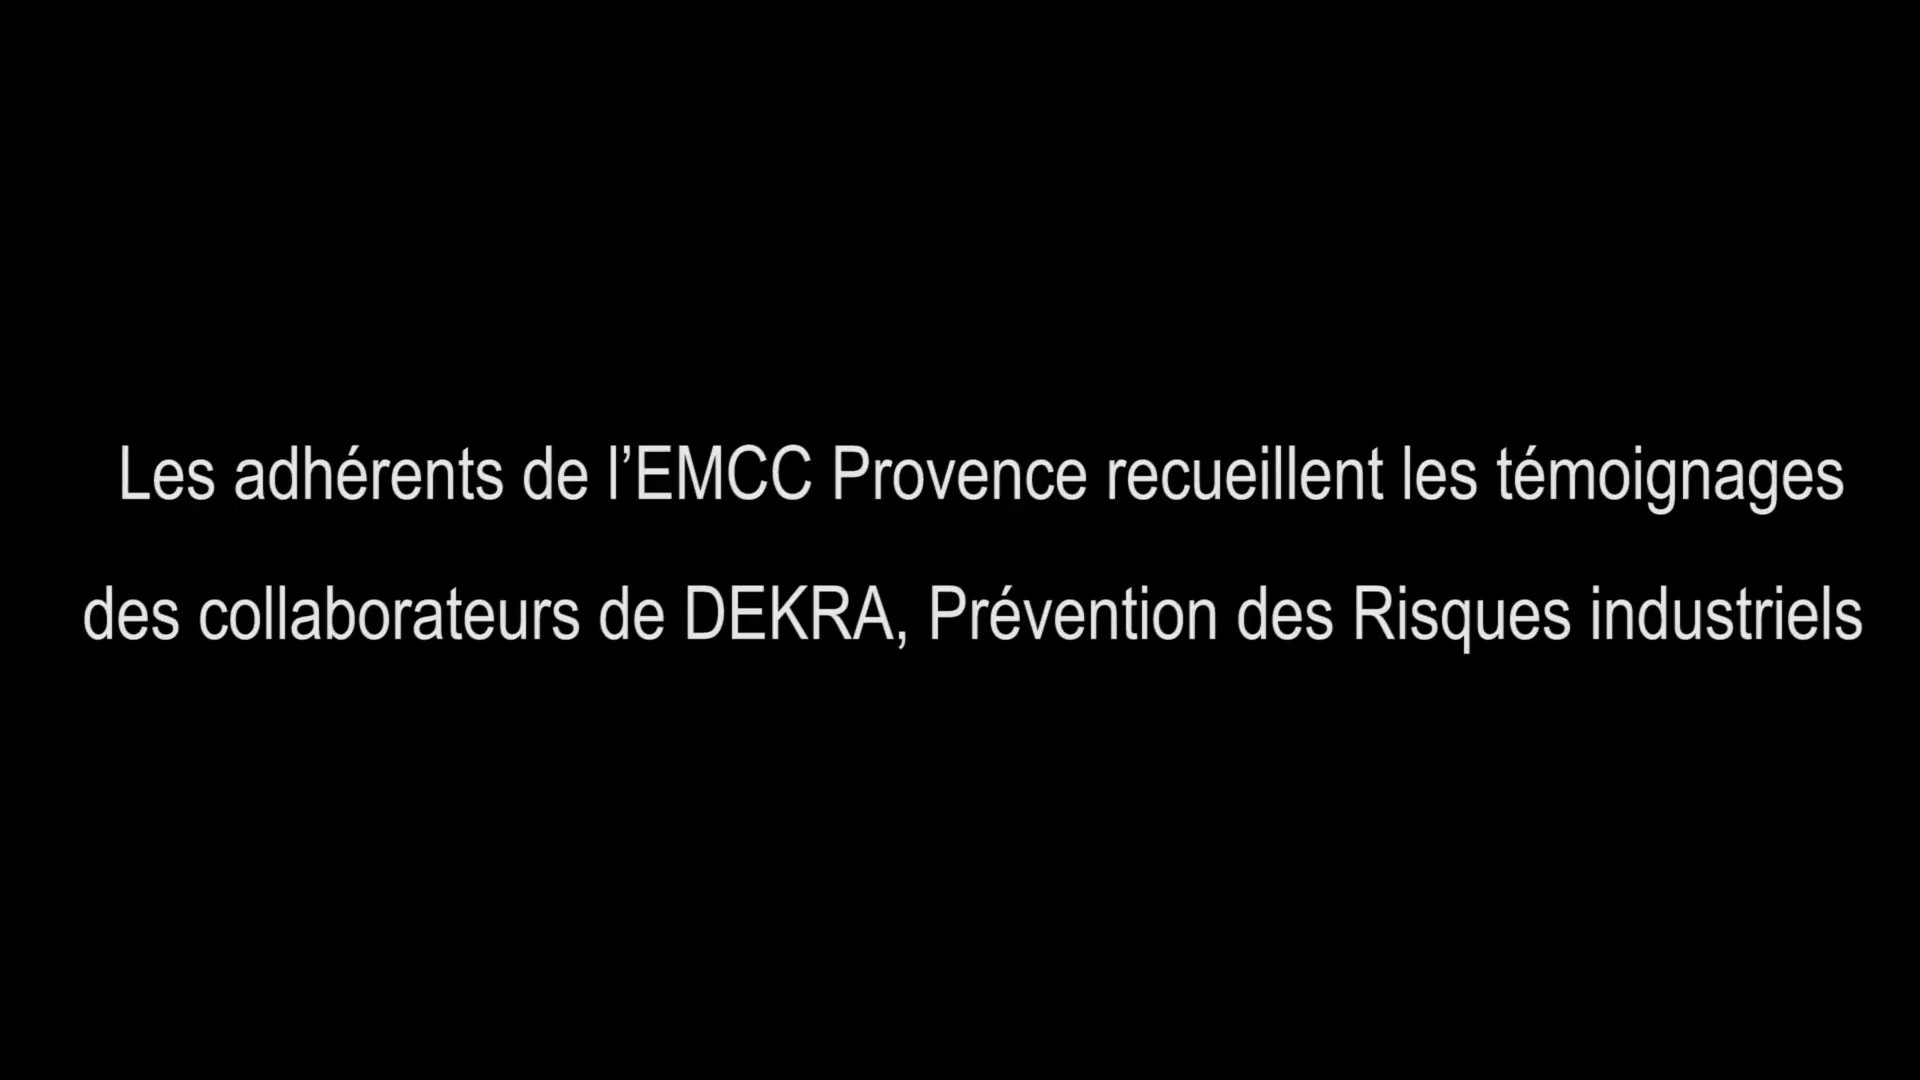 Les adhérents de l’EMCC Provence recueillent les témoignages
des collaborateurs de DEKRA, Prévention des Risques industriels